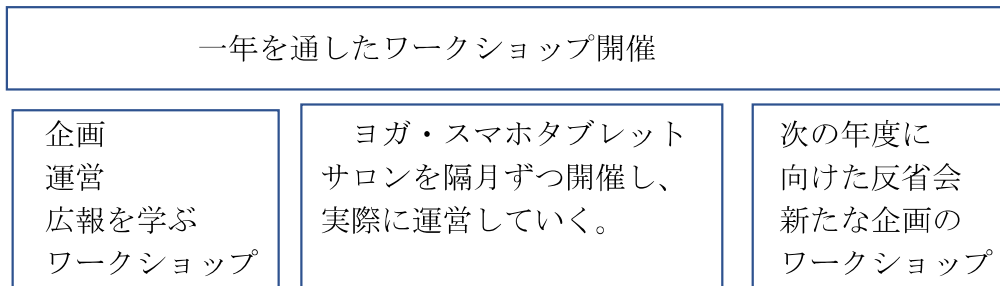 一年を通したワークショップ開催
企画
運営
広報を学ぶ
ワークショップ
ヨガ・スマホタブレット
サロンを隔月ずつ開催し、
実際に運営していく。
次の年度に
向けた反省会
新たな企画の
ワークショップ